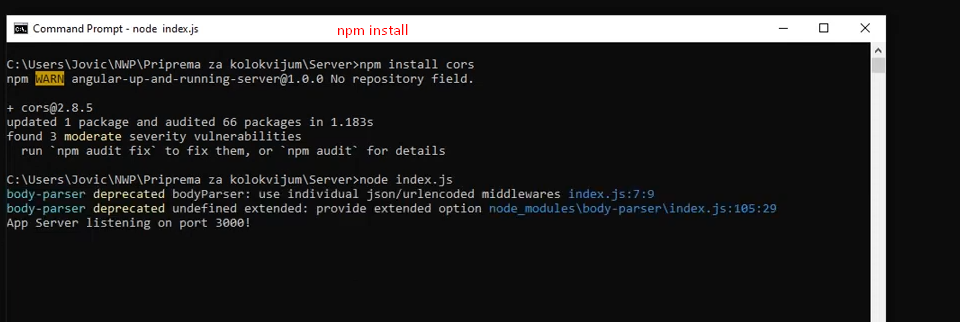 Command Prompt - node index.js
npm install
C:\Users\Jovic\NWP\Priprema za kolokvijum\Server>npm install cors
npm WARN angular-up-and-running-server@1.0.0 No repository field.
+ cors@2.8.5
updated 1 package and audited 66 packages in 1.183s
found 3 moderate severity vulnerabilities
  run `npm audit fix` to fix them, or `npm audit` for details
C:\Users\Jovic\NWP\Priprema za kolokvijum\Server>node index.js
body-parser deprecated bodyParser: use individual json/urlencoded middlewares index.js:7:9
body-parser deprecated undefined extended: provide extended option node_modules\body-parser\index.js:105:29
App Server listening on port 3000!